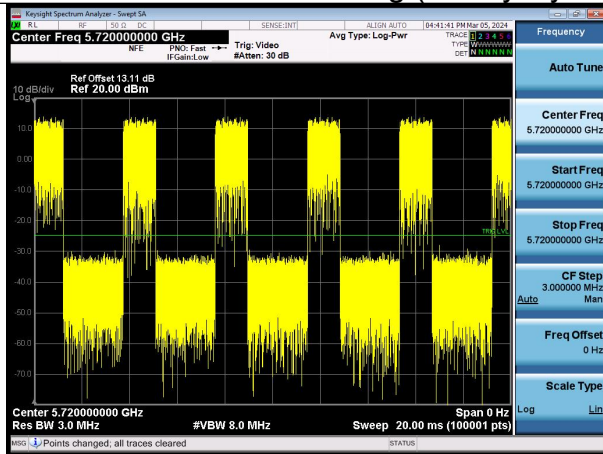 Keysight Spectrum Analyzer - Swept SA
RL RF 50 Ω DC SENSE:INT ALIGN AUTO 04:41:41 PM Mar 05, 2024
Center Freq 5.720000000 GHz
NFE PNO: Fast Trig: Video Avg Type: Log-Pwr TRACE 1 2 3 4 5 6
IFGain:Low #Atten: 30 dB TYPE WWWWWW
DET N N N N N N
Ref Offset 13.11 dB
10 dB/div Ref 20.00 dBm
Log
10.0
0.00
-10.0
-20.0
TRIG LVL
-30.0
-40.0
-50.0
-60.0
-70.0
Center 5.720000000 GHz Span 0 Hz
Res BW 3.0 MHz #VBW 8.0 MHz Sweep 20.00 ms (100001 pts)
MSG Points changed; all traces cleared STATUS
Frequency
Auto Tune
Center Freq
5.720000000 GHz
Start Freq
5.720000000 GHz
Stop Freq
5.720000000 GHz
CF Step
3.000000 MHz
Auto Man
Freq Offset
0 Hz
Scale Type
Log Lin